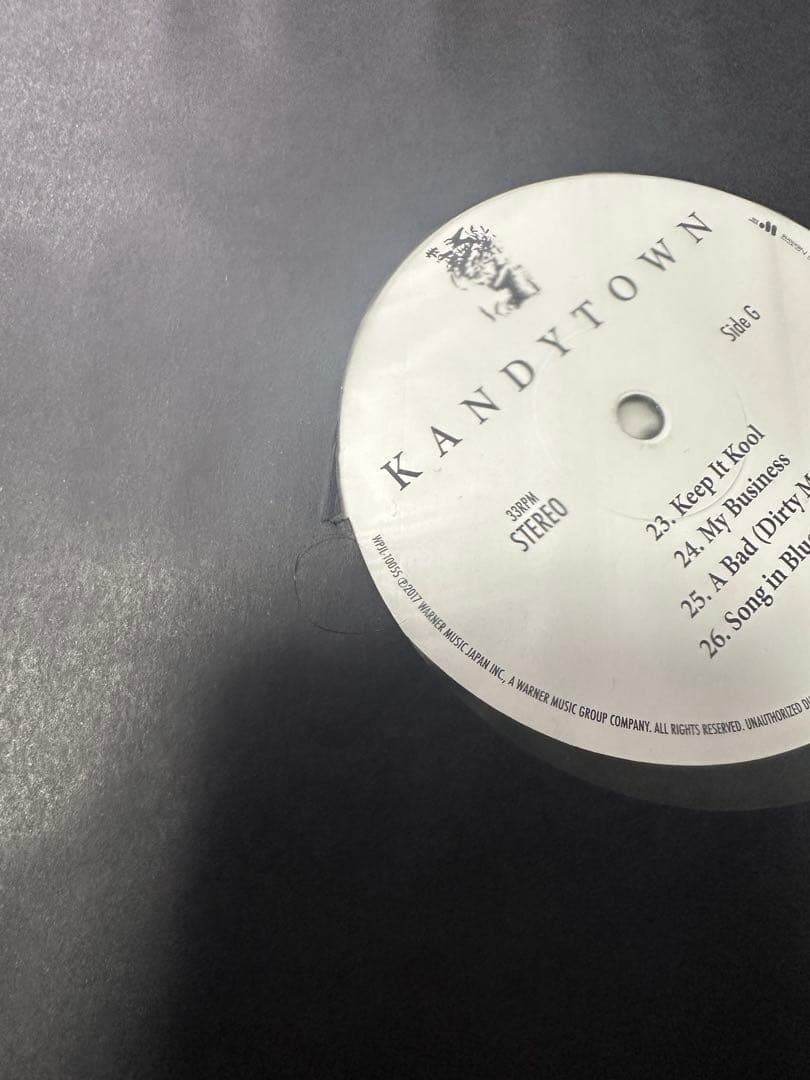 KANDYTOWN
Side G
33RPM
STEREO
23. Keep It Kool
24. My Business
25. A Bad (Dirty
26. Song in
WPJL-10055 ℗2017 WARNER MUSIC JAPAN INC., A WARNER MUSIC GROUP COMPANY. ALL RIGHTS RESERVED. UNAUTHORIZED